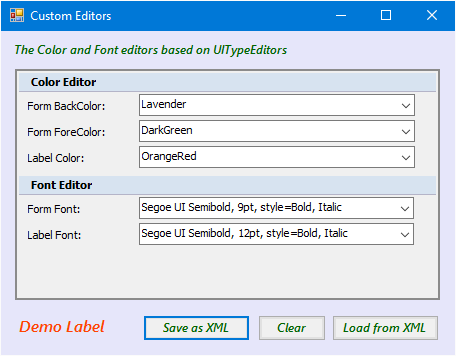 Custom Editors
The Color and Font editors based on UITypeEditors
Color Editor
Form BackColor: Lavender
Form ForeColor: DarkGreen
Label Color: OrangeRed
Font Editor
Form Font: Segoe UI Semibold, 9pt, style=Bold, Italic
Label Font: Segoe UI Semibold, 12pt, style=Bold, Italic
Demo Label Save as XML Clear Load from XML